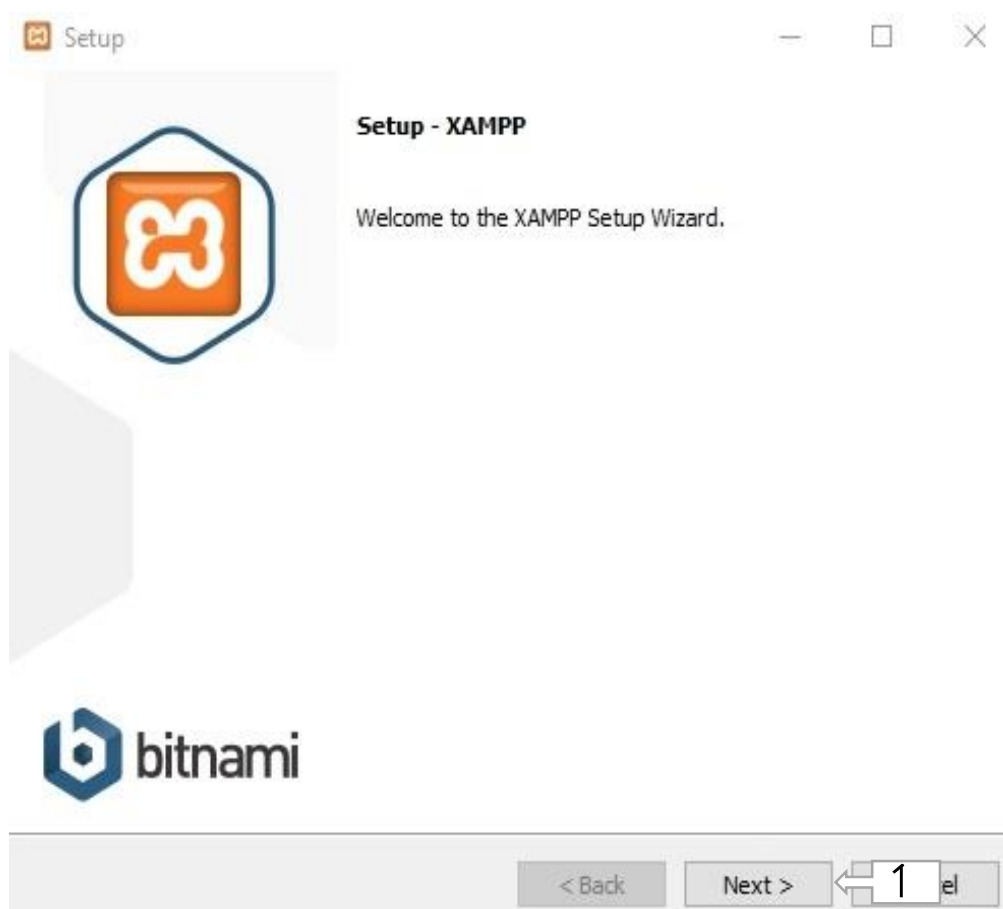 Setup
Setup - XAMPP
Welcome to the XAMPP Setup Wizard.
bitnami
< Back Next > 1 el